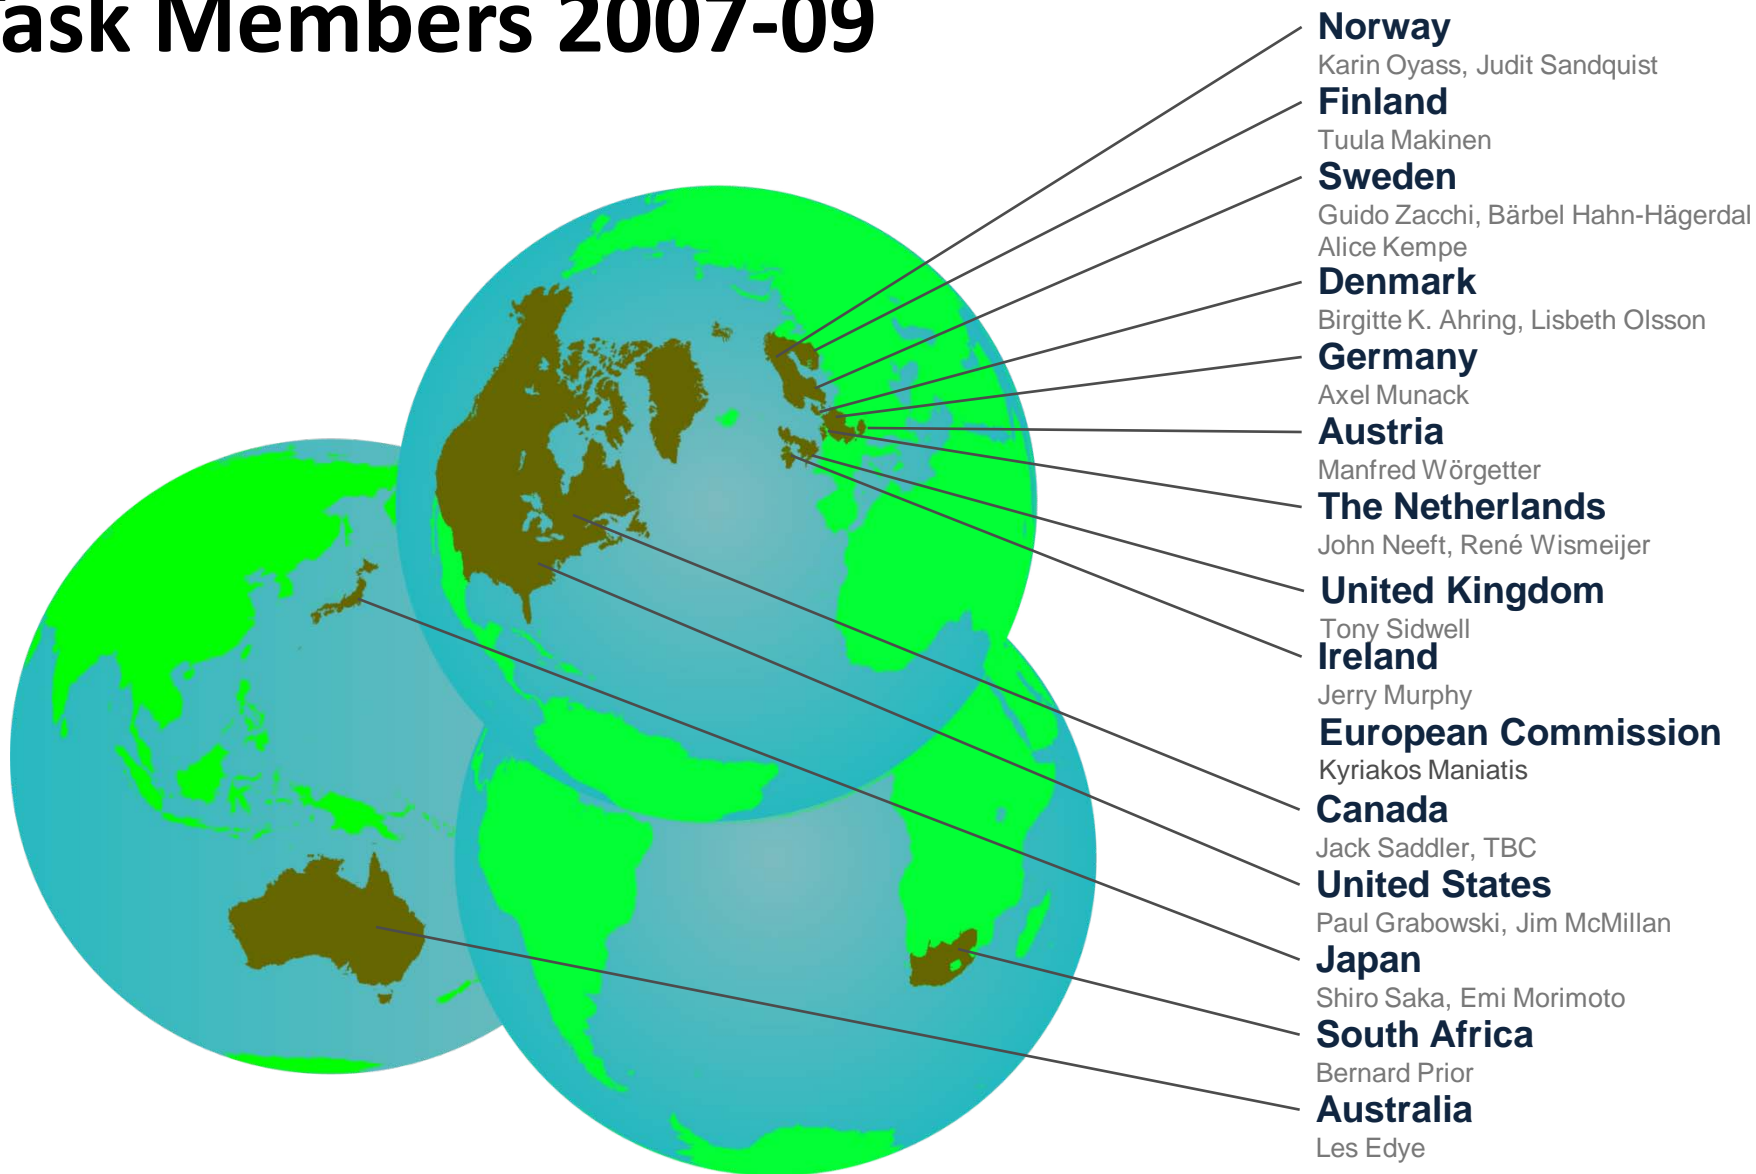 ask Members 2007-09
Norway
Karin Oyass, Judit Sandquist
Finland
Tuula Makinen
Sweden
Guido Zacchi, Bärbel Hahn-Hägerdal
Alice Kempe
Denmark
Birgitte K. Ahring, Lisbeth Olsson
Germany
Axel Munack
Austria
Manfred Wörgetter
The Netherlands
John Neeft, René Wismeijer
United Kingdom
Tony Sidwell
Ireland
Jerry Murphy
European Commission
Kyriakos Maniatis
Canada
Jack Saddler, TBC
United States
Paul Grabowski, Jim McMillan
Japan
Shiro Saka, Emi Morimoto
South Africa
Bernard Prior
Australia
Les Edye